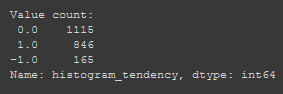 Value count:
 0.0    1115
 1.0     846
-1.0     165
Name: histogram_tendency, dtype: int64